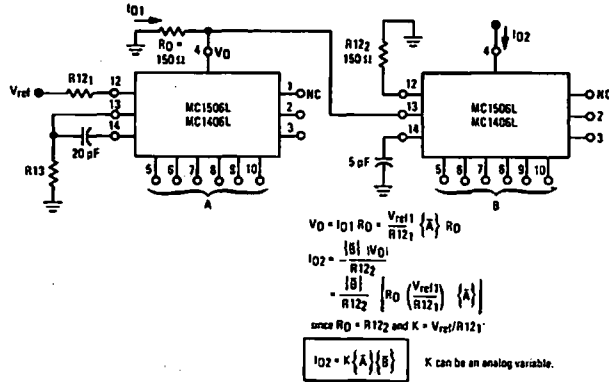 IO1
RO =
150 Ω
4
VO
Vref
R121
12
13
14
20 pF
R13
MC1506L
MC1406L
1
NC
2
3
5 6 7 8 9 10
A
R122
150 Ω
12
13
14
5 pF
4
IO2
MC1506L
MC1406L
NC
2
3
5 6 7 8 9 10
B
VO = IO1 RO = Vref1/R121 {Ā} RO
IO2 = - {B̄} |VO| / R122
= {B̄}/R122 [RO (Vref1/R121) {Ā}]
since RO = R122 and K = Vref/R121
IO2 = K {Ā} {B̄}
K can be an analog variable.